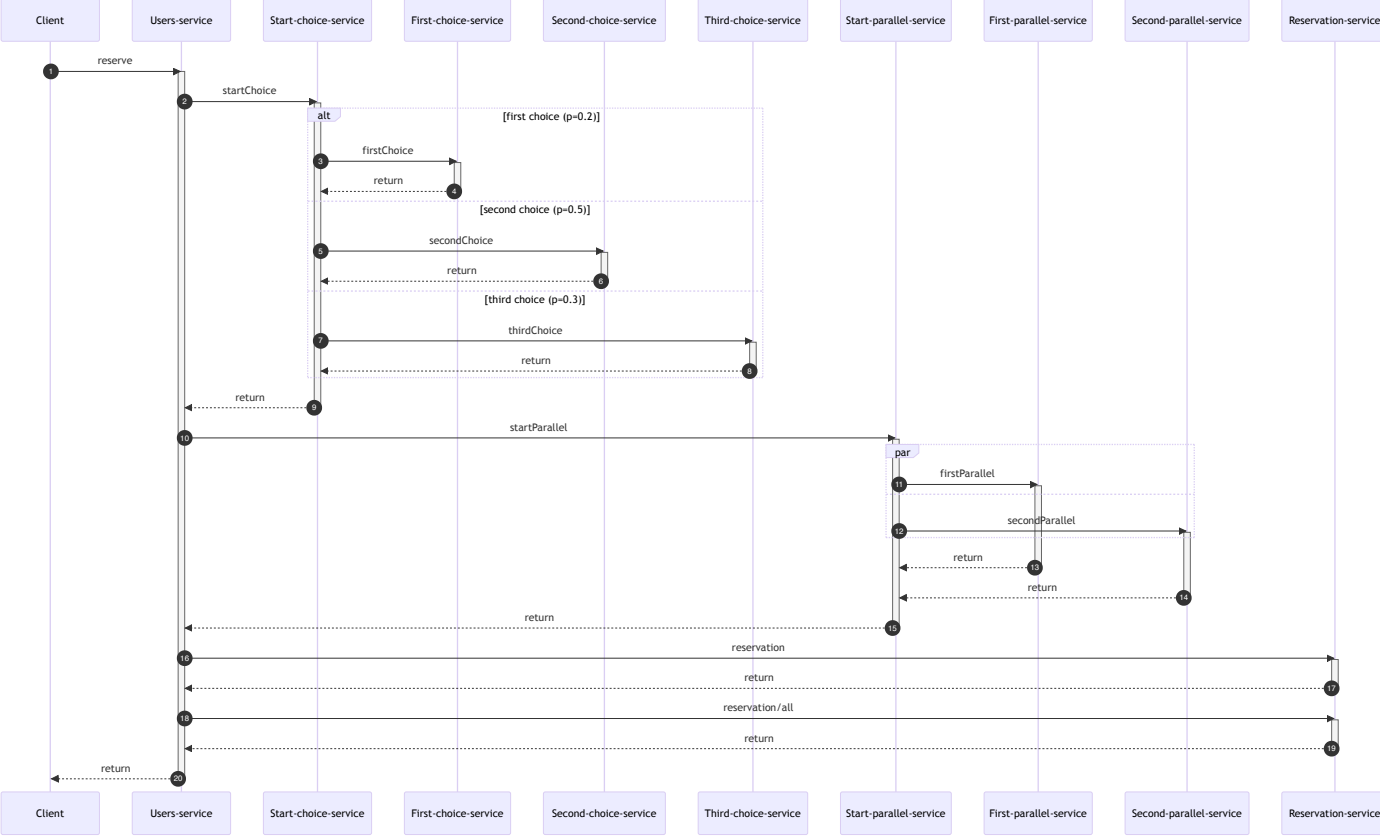 Client Users-service Start-choice-service First-choice-service Second-choice-service Third-choice-service Start-parallel-service First-parallel-service Second-parallel-service Reservation-service
reserve
1
startChoice
2
alt [first choice (p=0.2)]
firstChoice
3
return
4
[second choice (p=0.5)]
secondChoice
5
return
6
[third choice (p=0.3)]
thirdChoice
7
return
8
return
9
startParallel
10
par
firstParallel
11
secondParallel
12
return
13
return
14
return
15
reservation
16
return
17
reservation/all
18
return
19
return
20
Client Users-service Start-choice-service First-choice-service Second-choice-service Third-choice-service Start-parallel-service First-parallel-service Second-parallel-service Reservation-service